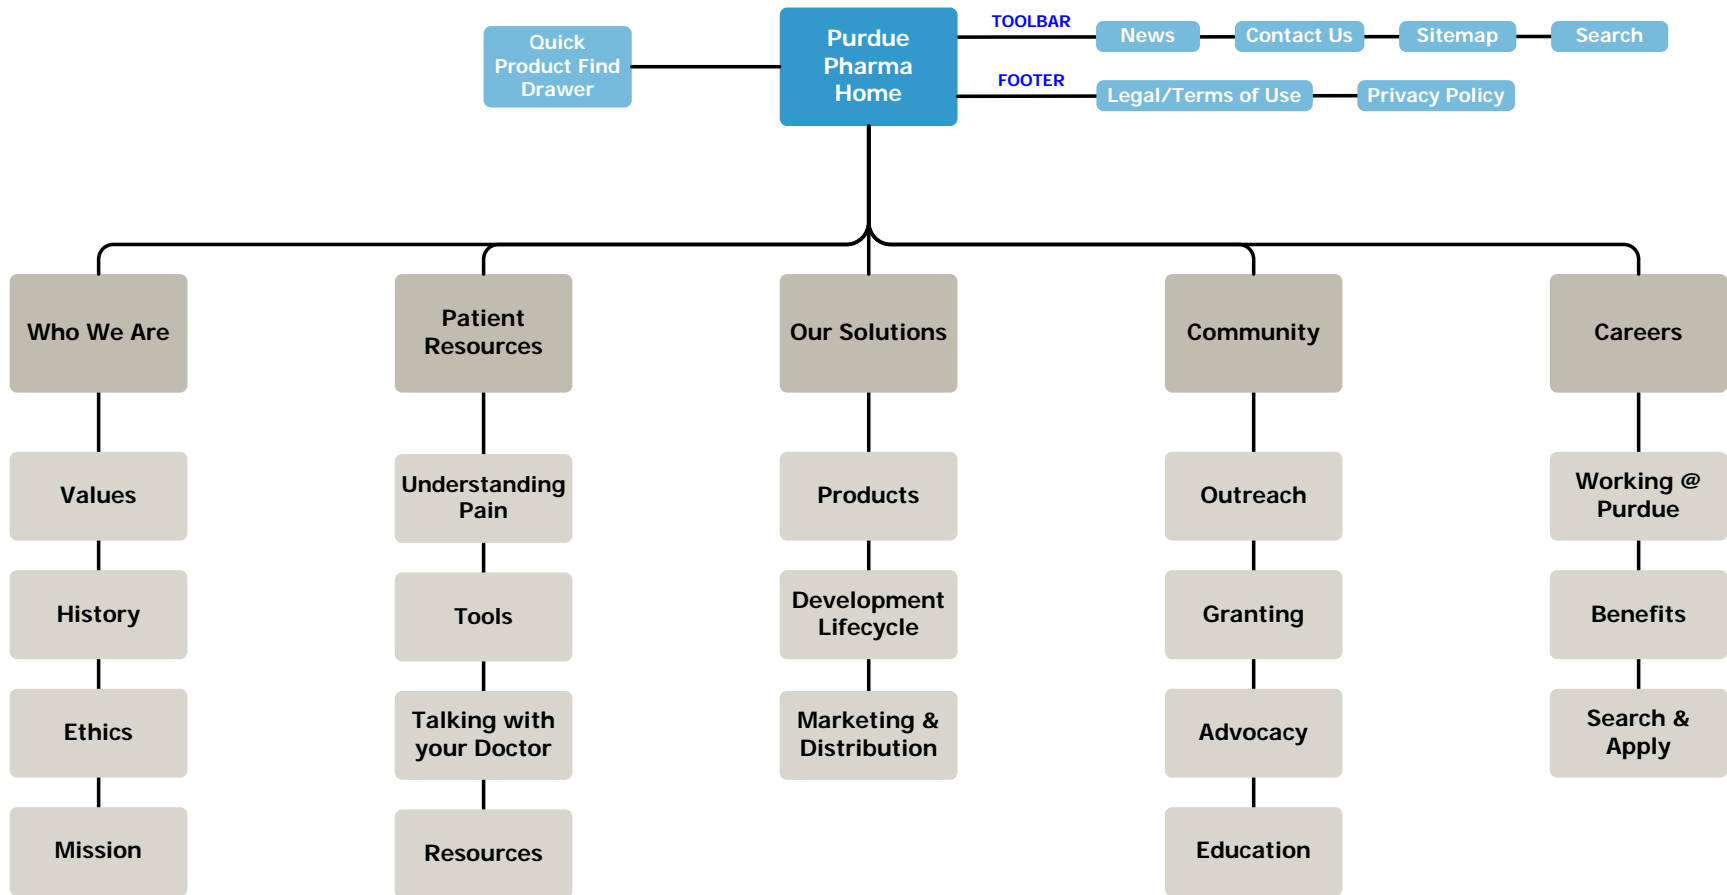 Quick
Product Find
Drawer
Purdue
Pharma
Home
TOOLBAR
News
Contact Us
Sitemap
Search
FOOTER
Legal/Terms of Use
Privacy Policy
Who We Are
Values
History
Ethics
Mission
Patient
Resources
Understanding
Pain
Tools
Talking with
your Doctor
Resources
Our Solutions
Products
Development
Lifecycle
Marketing &
Distribution
Community
Outreach
Granting
Advocacy
Education
Careers
Working @
Purdue
Benefits
Search &
Apply